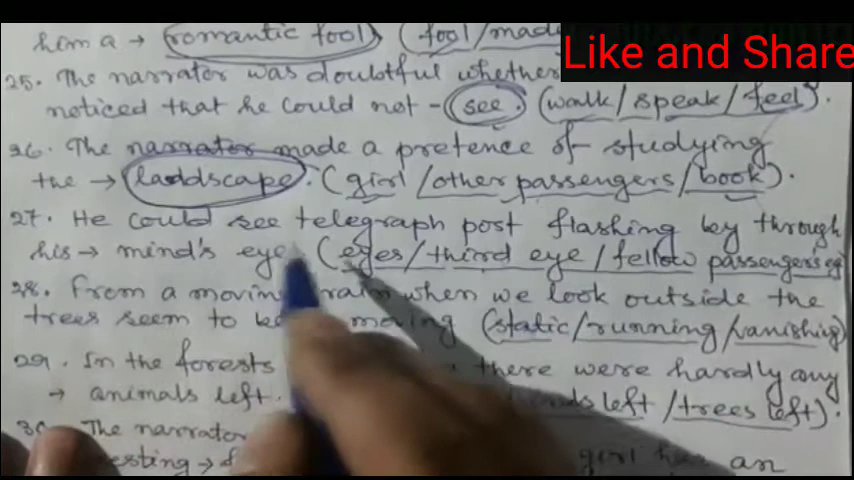 him a → romantic fool (fool/made
Like and Share
25. The narrator was doubtful whether
noticed that he could not - see. (walk/speak/feel).
26. The narrator made a pretence of studying
the → landscape. (girl/other passengers/book).
27. He could see telegraph post flashing by through
his → mind's eye (eyes/third eye/fellow passengers
28. From a moving train when we look outside the
trees seem to be moving (static/running/vanishing)
29. In the forests there were hardly any
→ animals left. left/trees left).
30. The narrator
girl an